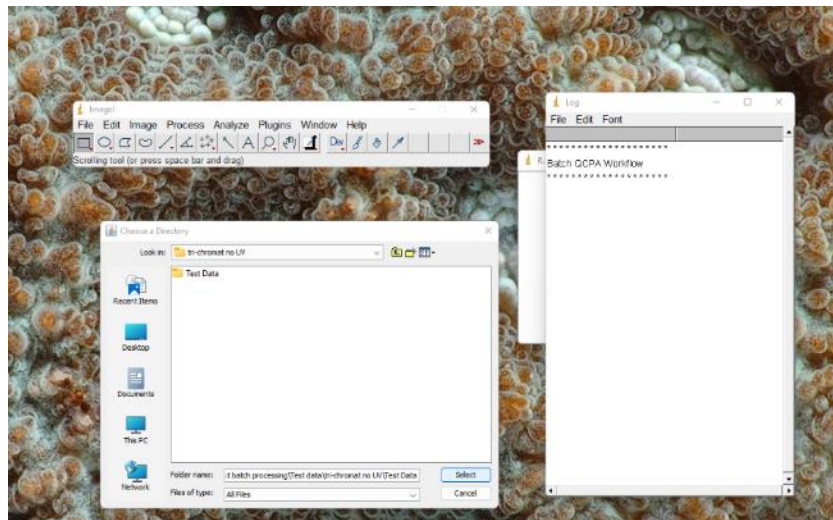 ImageJ
File Edit Image Process Analyze Plugins Window Help
Dev
Scrolling tool (or press space bar and drag)
Log
File Edit Font
********************
Batch QCPA Workflow
********************
Choose a Directory
Look in: tri-chromat no UV
Test Data
Recent Items
Desktop
Documents
This PC
Network
Folder name: t batch processing\Test data\tri-chromat no UV\Test Data
Select
Files of type: All Files
Cancel